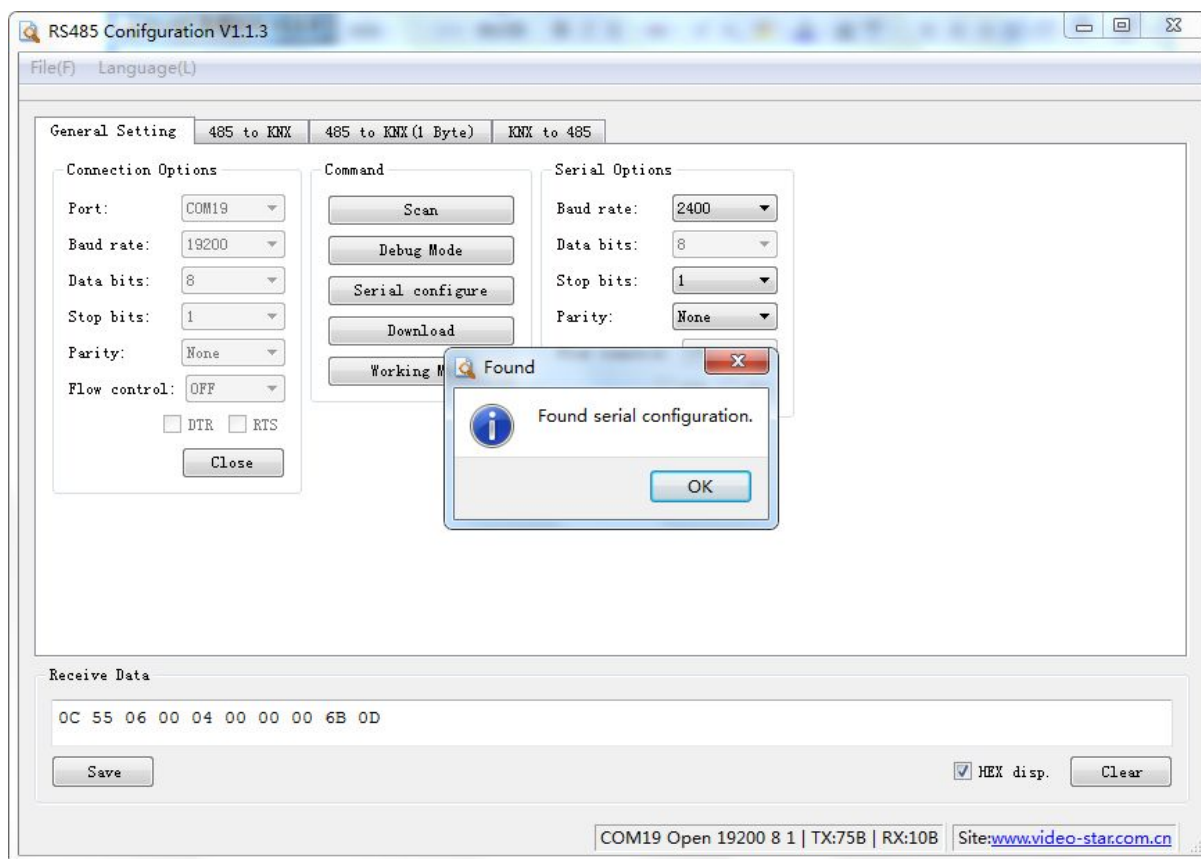 RS485 Conifguration V1.1.3
File(F) Language(L)
General Setting 485 to KNX 485 to KNX(1 Byte) KNX to 485
Connection Options
Port: COM19
Baud rate: 19200
Data bits: 8
Stop bits: 1
Parity: None
Flow control: OFF
DTR RTS
Close
Command
Scan
Debug Mode
Serial configure
Download
Working
Serial Options
Baud rate: 2400
Data bits: 8
Stop bits: 1
Parity: None
Found
Found serial configuration.
OK
Receive Data
0C 55 06 00 04 00 00 00 6B 0D
Save
HEX disp. Clear
COM19 Open 19200 8 1 | TX:75B | RX:10B Site:www.video-star.com.cn